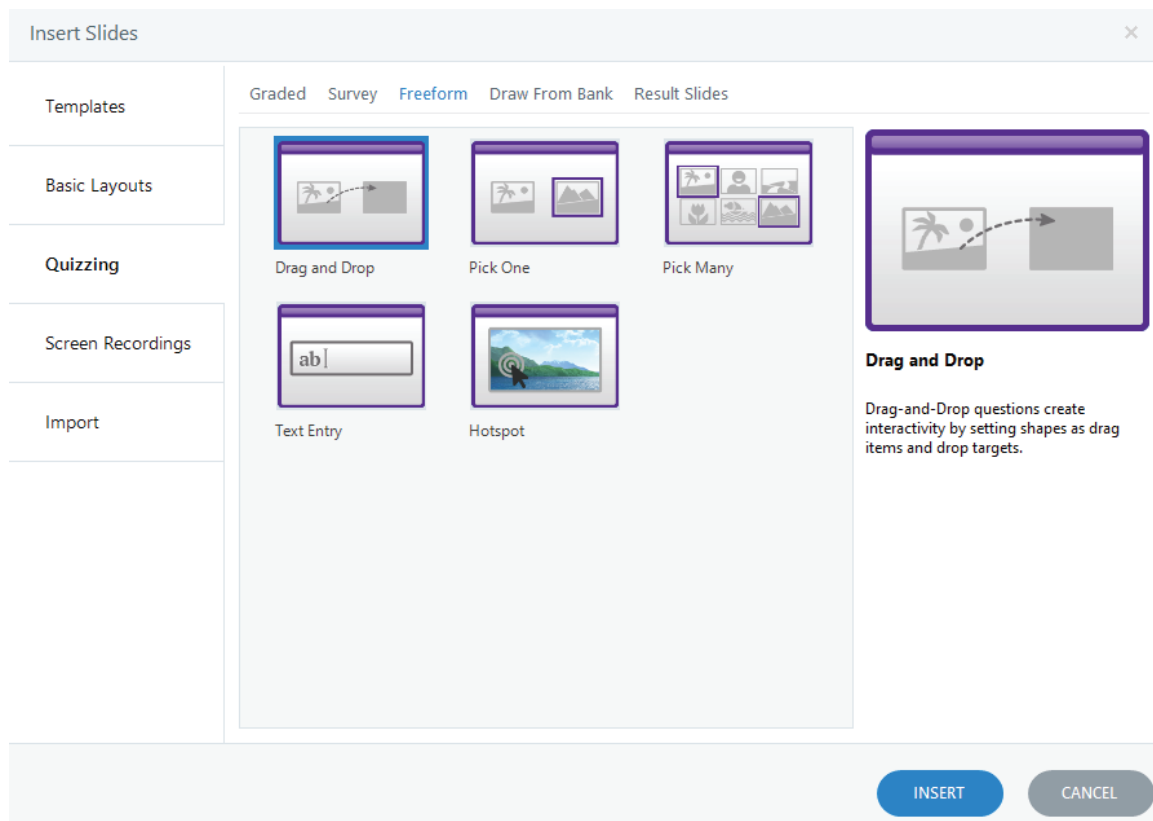 Insert Slides
×
Templates
Basic Layouts
Quizzing
Screen Recordings
Import
Graded Survey Freeform Draw From Bank Result Slides
Drag and Drop Pick One Pick Many
ab
Text Entry Hotspot
Drag and Drop
Drag-and-Drop questions create
interactivity by setting shapes as drag
items and drop targets.
INSERT CANCEL